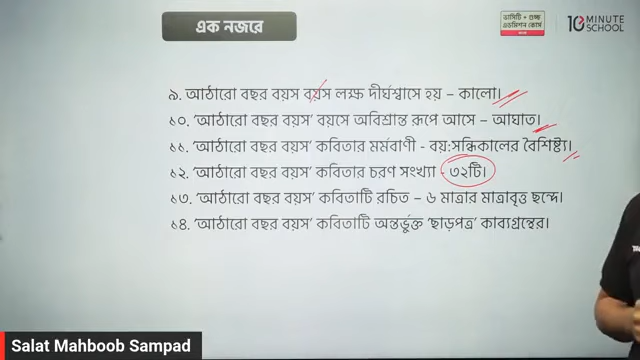 এক নজরে
ভার্সিটি + গুচ্ছ
এডমিশন কোর্স
10 MINUTE
SCHOOL
৯. আঠারো বছর বয়স বয়স লক্ষ দীর্ঘশ্বাসে হয় – কালো।
১০. ‘আঠারো বছর বয়স’ বয়সে অবিশ্রান্ত রূপে আসে – আঘাত।
১১. ‘আঠারো বছর বয়স’ কবিতার মর্মবাণী - বয়:সন্ধিকালের বৈশিষ্ট্য
১২. ‘আঠারো বছর বয়স’ কবিতার চরণ সংখ্যা - ৩২টি।
১৩. ‘আঠারো বছর বয়স’ কবিতাটি রচিত – ৬ মাত্রার মাত্রাবৃত্ত ছন্দে।
১৪. ‘আঠারো বছর বয়স’ কবিতাটি অন্তর্ভুক্ত ‘ছাড়পত্র’ কাব্যগ্রন্থের।
Salat Mahboob Sampad